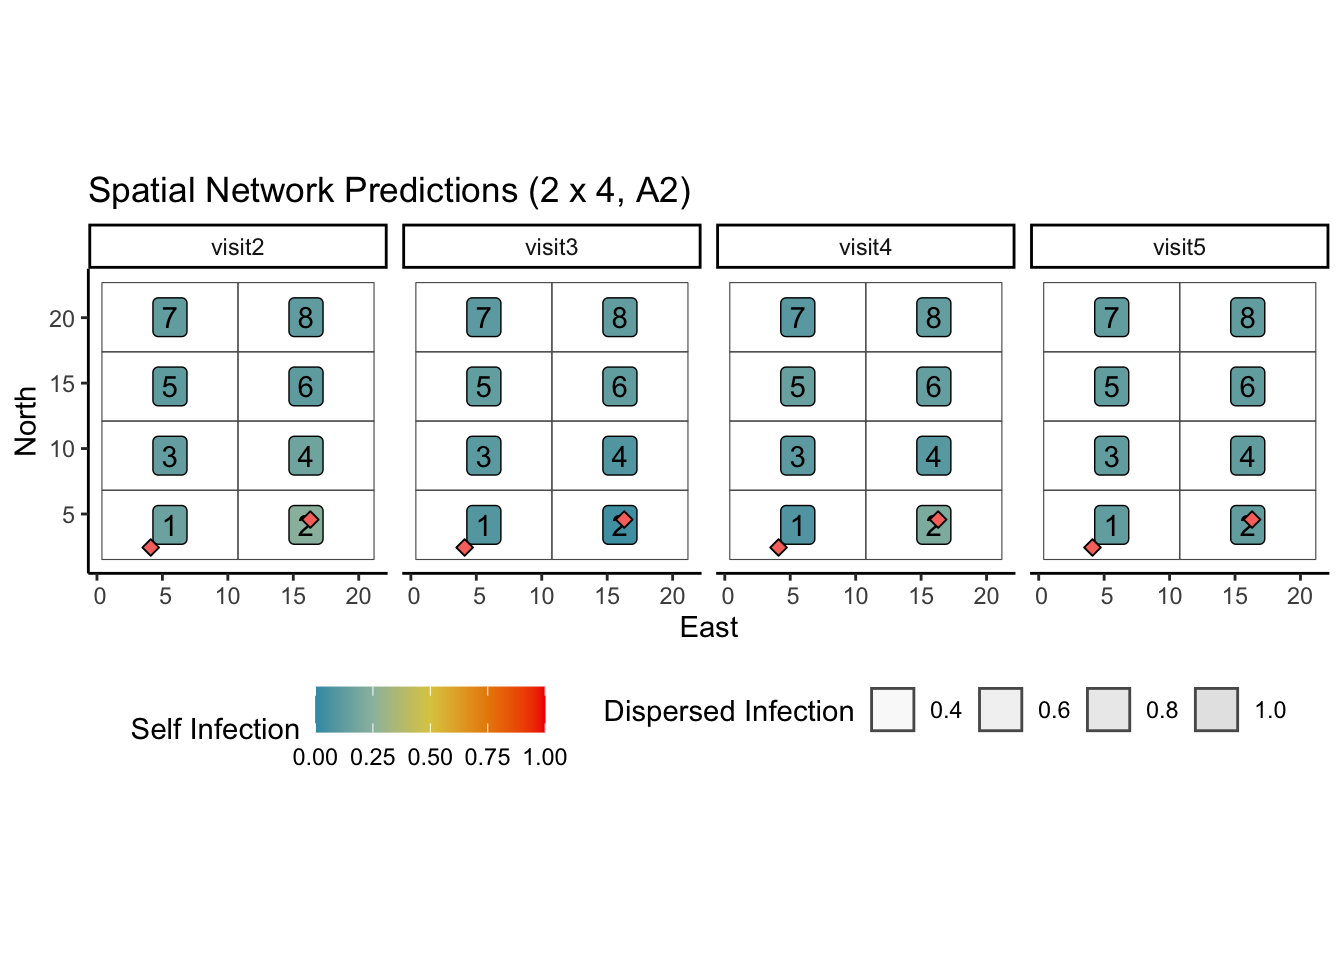 Spatial Network Predictions (2 x 4, A2)
visit2 visit3 visit4 visit5
20 7 8 7 8 7 8 7 8
15 5 6 5 6 5 6 5 6
10 3 4 3 4 3 4 3 4
5 1 2 1 2 1 2 1 2
North
0 5 10 15 20 0 5 10 15 20 0 5 10 15 20 0 5 10 15 20
East
Self Infection 0.00 0.25 0.50 0.75 1.00
Dispersed Infection 0.4 0.6 0.8 1.0